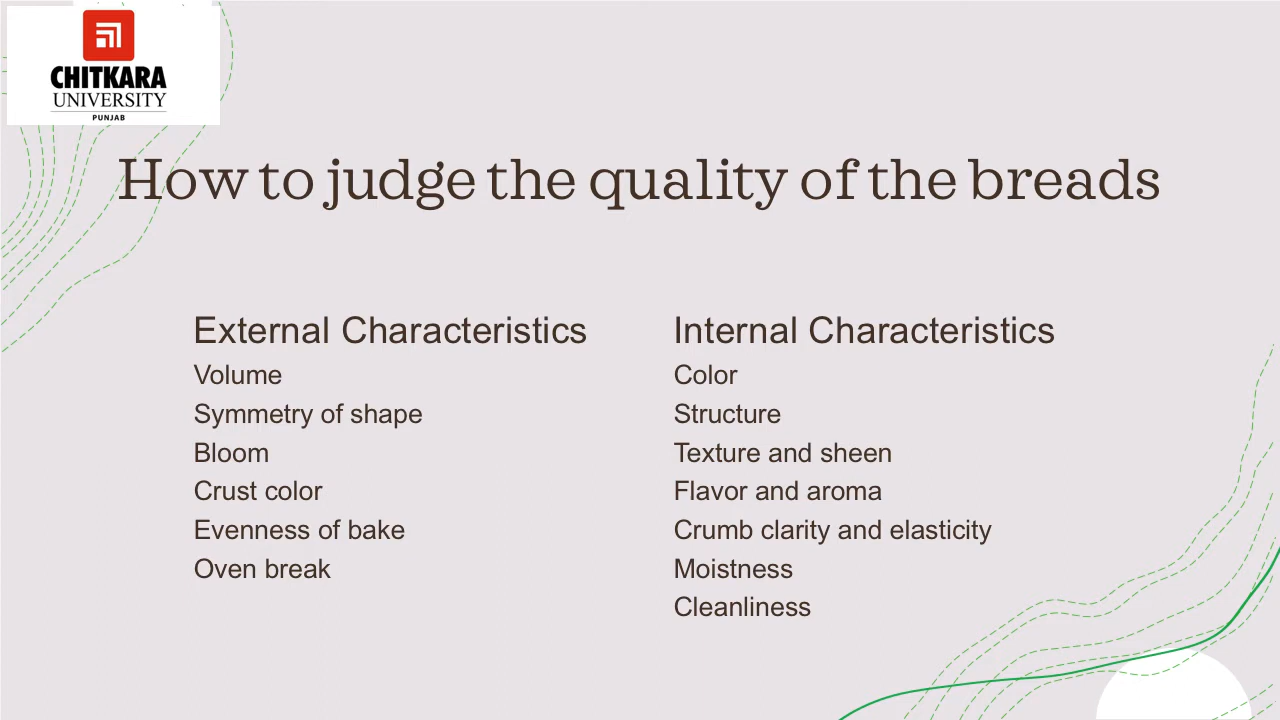 CHITKARA
UNIVERSITY
PUNJAB
How to judge the quality of the breads
External Characteristics
Volume
Symmetry of shape
Bloom
Crust color
Evenness of bake
Oven break
Internal Characteristics
Color
Structure
Texture and sheen
Flavor and aroma
Crumb clarity and elasticity
Moistness
Cleanliness